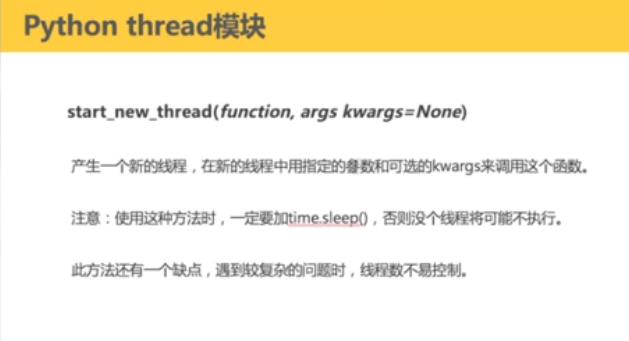 Python thread模块
start_new_thread(function, args kwargs=None)
产生一个新的线程，在新的线程中用指定的叄数和可选的kwargs来调用这个函数。
注意：使用这种方法时，一定要加time.sleep()，否则没个线程将可能不执行。
此方法还有一个缺点，遇到较复杂的问题时，线程数不易控制。